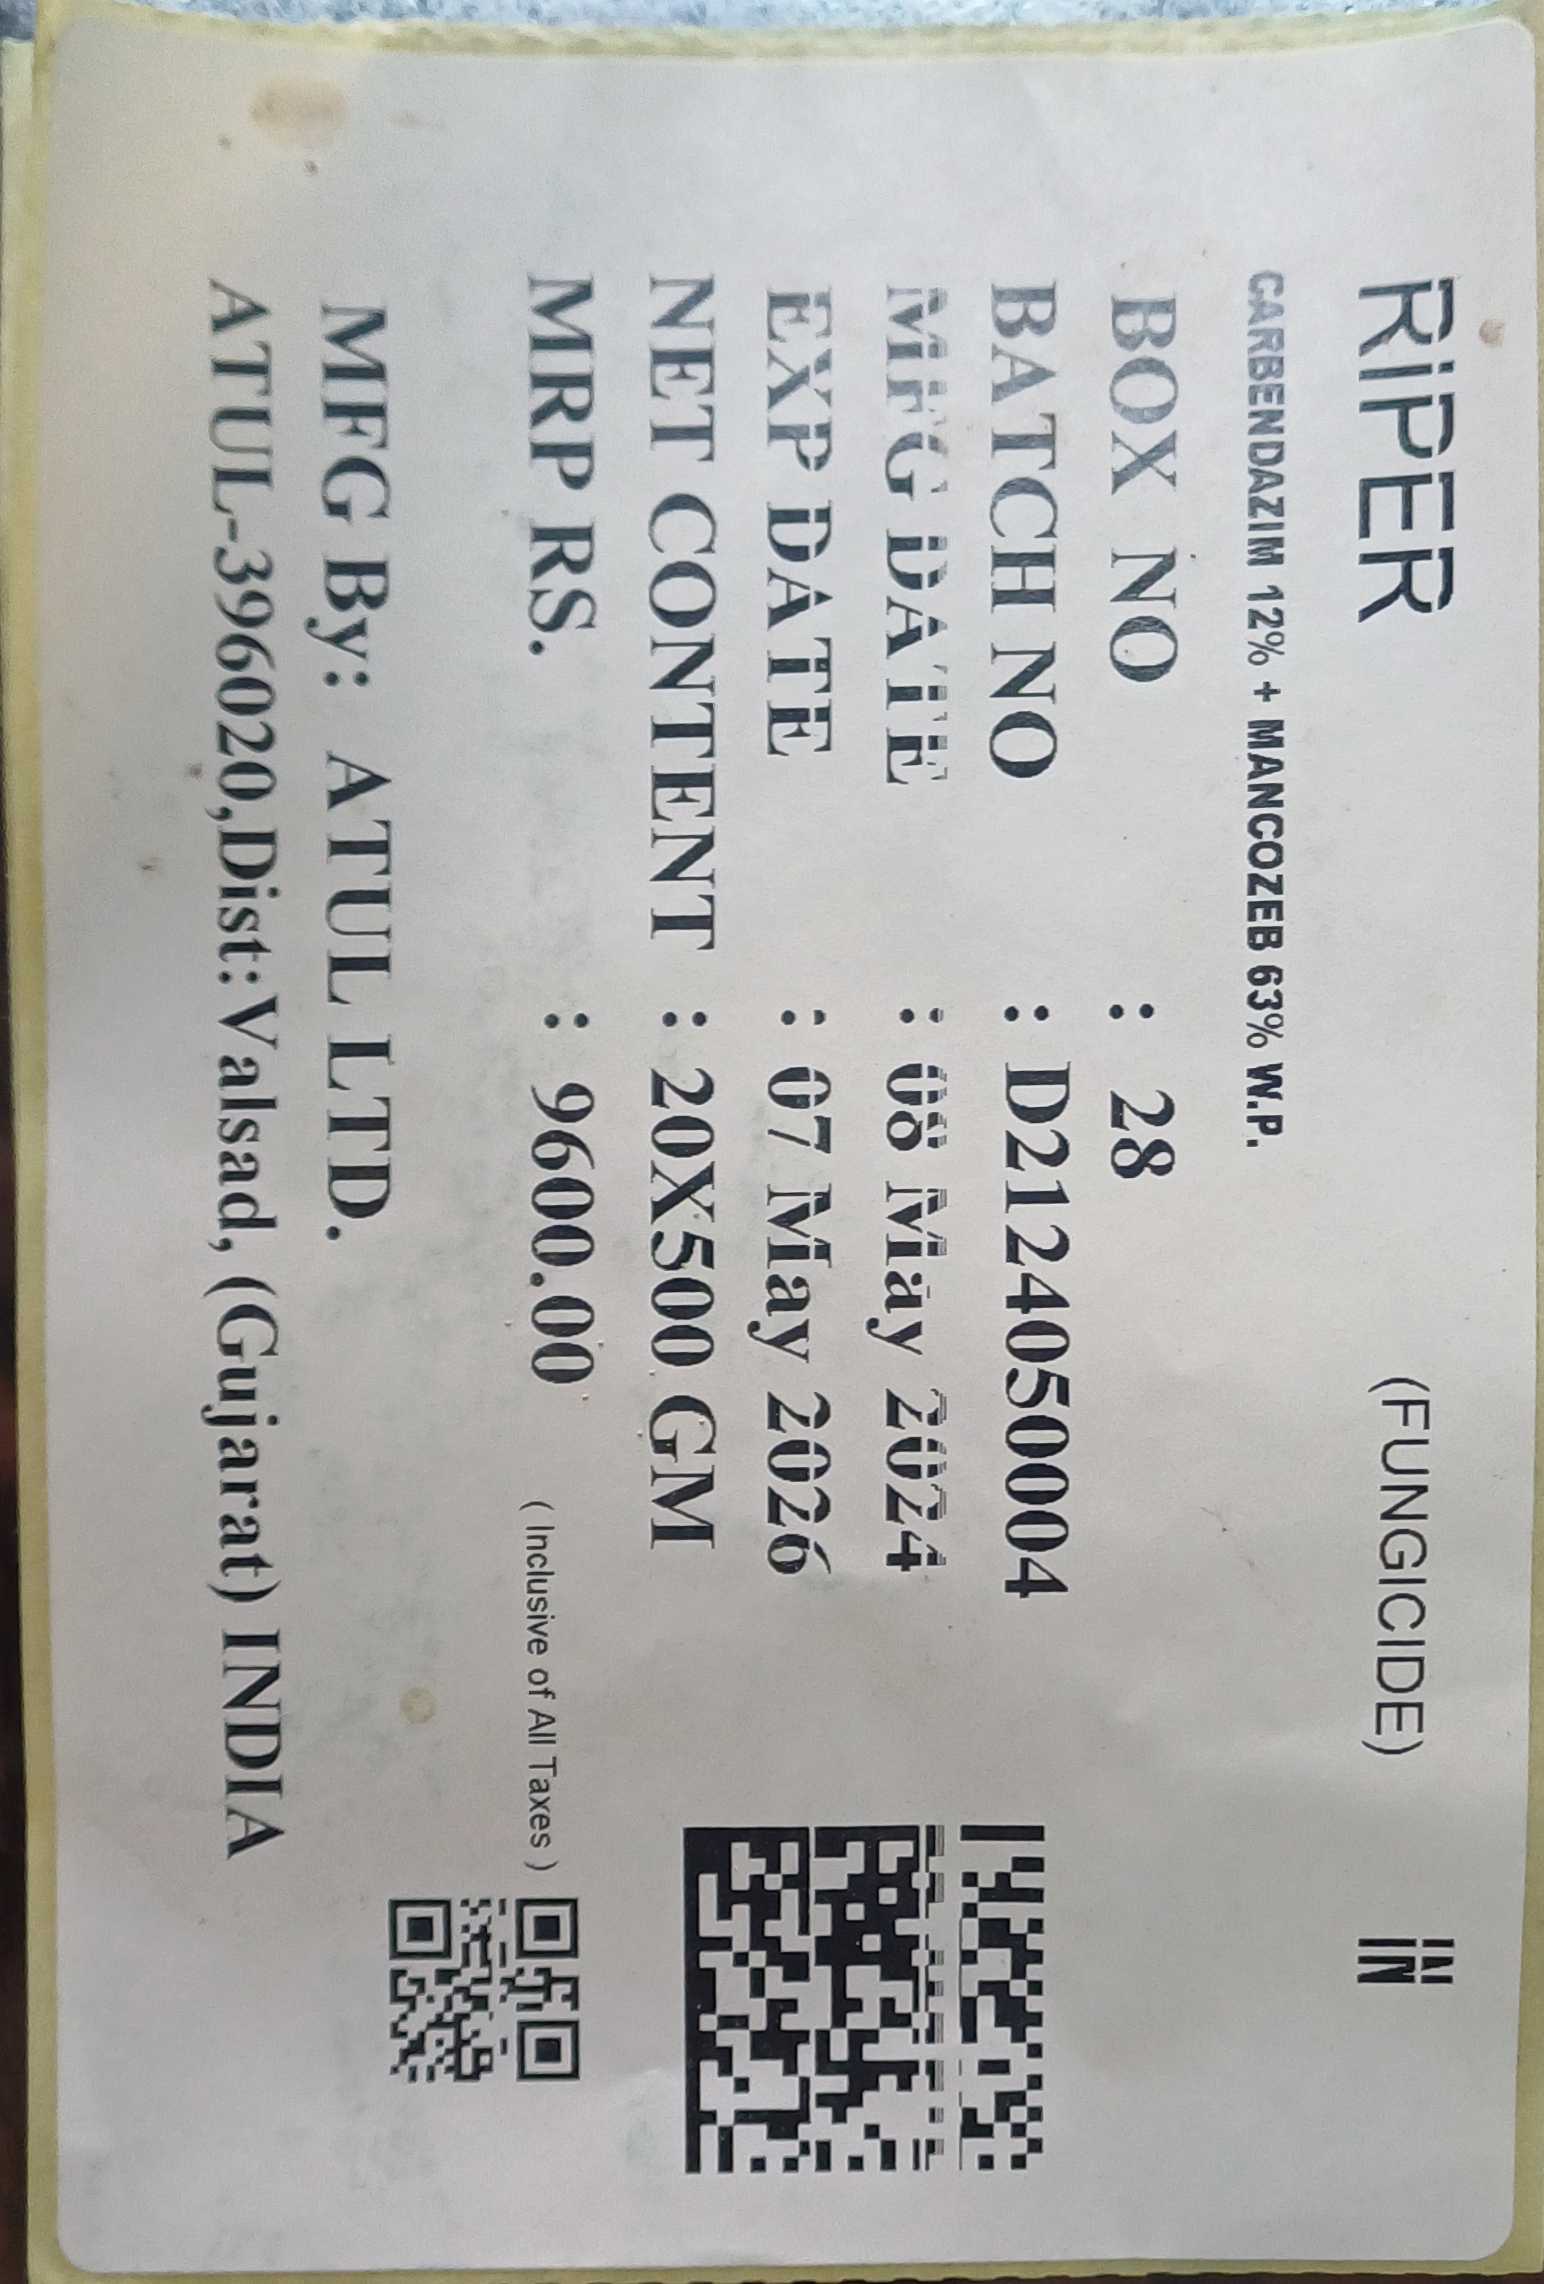 RiPER (FUNGICIDE) IN
CARBENDAZIM 12% + MANCOZEB 63% W.P.
BOX NO : 28
BATCH NO : D2124050004
MFG DATE : 08 May 2024
EXP DATE : 07 May 2026
NET CONTENT : 20X500 GM
MRP RS. : 9600.00 ( Inclusive of All Taxes )
MFG By: ATUL LTD.
ATUL-396020,Dist:Valsad, (Gujarat) INDIA